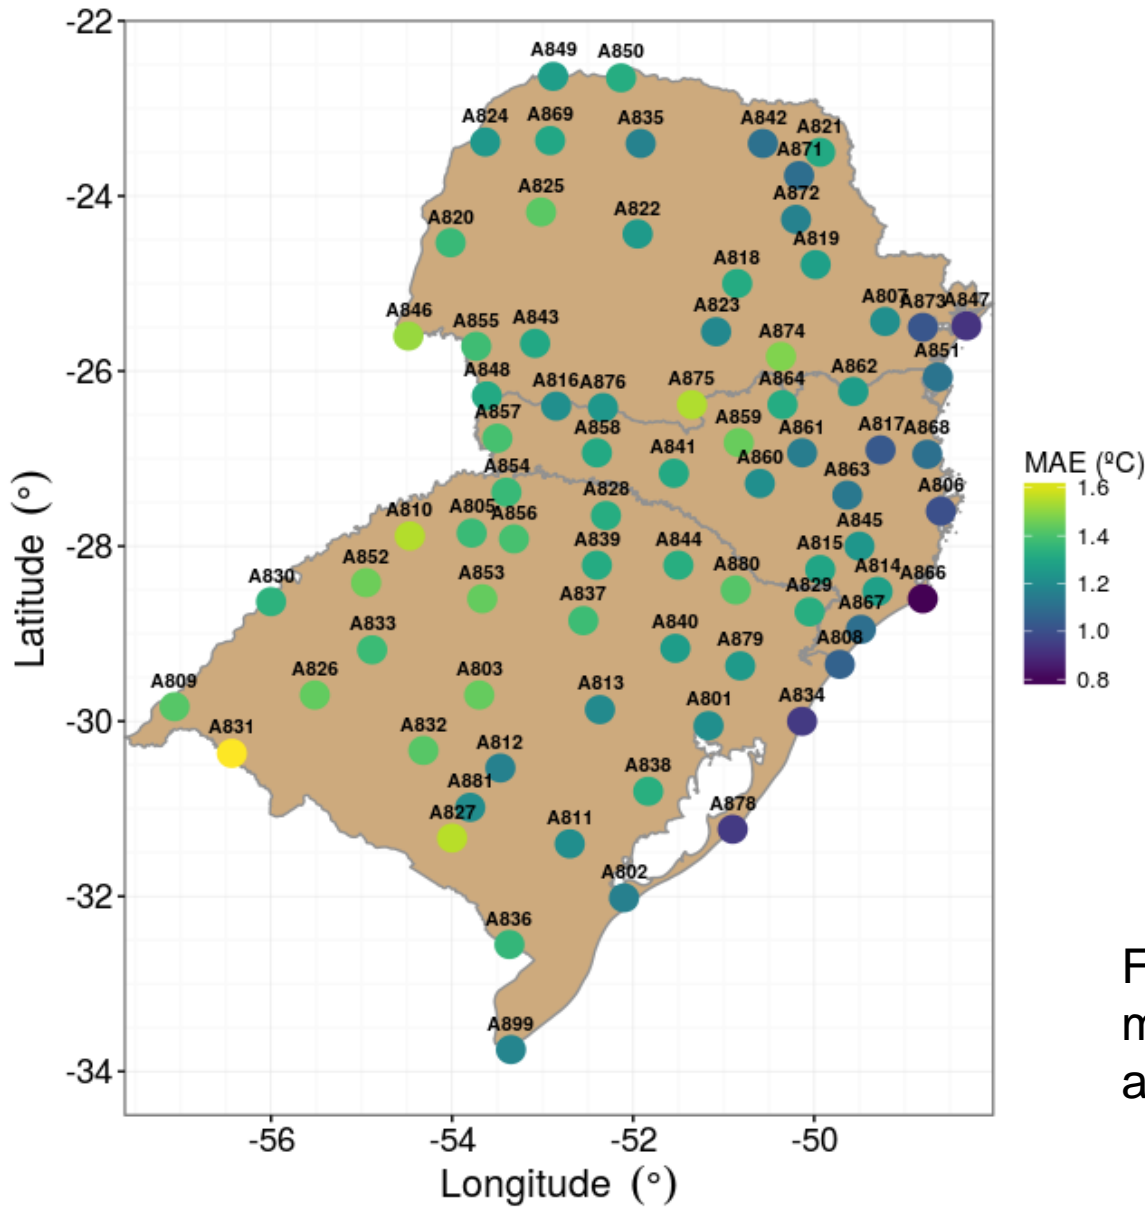 -22
A849 A850
A824 A869 A835 A842 A821
A871
-24
A825 A872
A820 A822
A819
A818
A846 A855 A843 A823 A807 A873 A847
A874 A851
-26
A848 A816 A876 A875 A864 A862
A857 A858 A859 A861 A817 A868
A841 A860
A854 A863 A806
A810 A805 A856 A828 A845
-28
A852 A853 A839 A844 A880 A815 A814 A866
A830 A837 A829 A867
A833 A840 A879 A808
A809 A826 A803 A813 A801 A834
-30
A831 A832 A812
A881 A838
A827 A811 A878
-32
A802
A836
A899
-34
-56 -54 -52 -50
Longitude (°)
Latitude (°)
MAE (ºC)
1.6
1.4
1.2
1.0
0.8
F
m
a